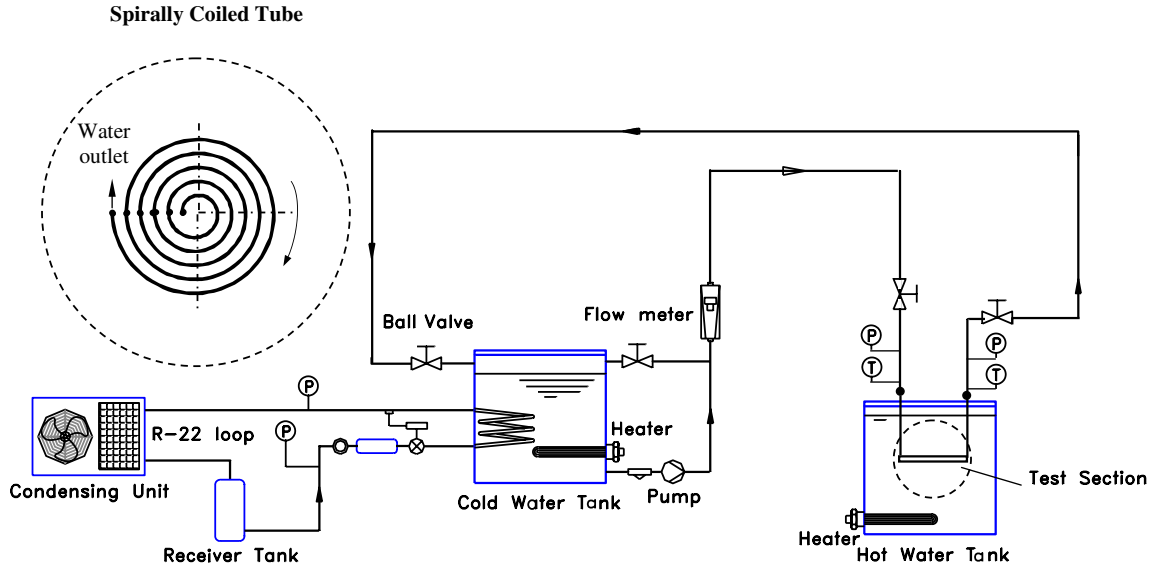 Spirally Coiled Tube
Water
outlet
Ball Valve
Flow meter
P
T
P
T
P
P
R-22 loop
Heater
Condensing Unit
Cold Water Tank
Pump
Test Section
Receiver Tank
Heater
Hot Water Tank